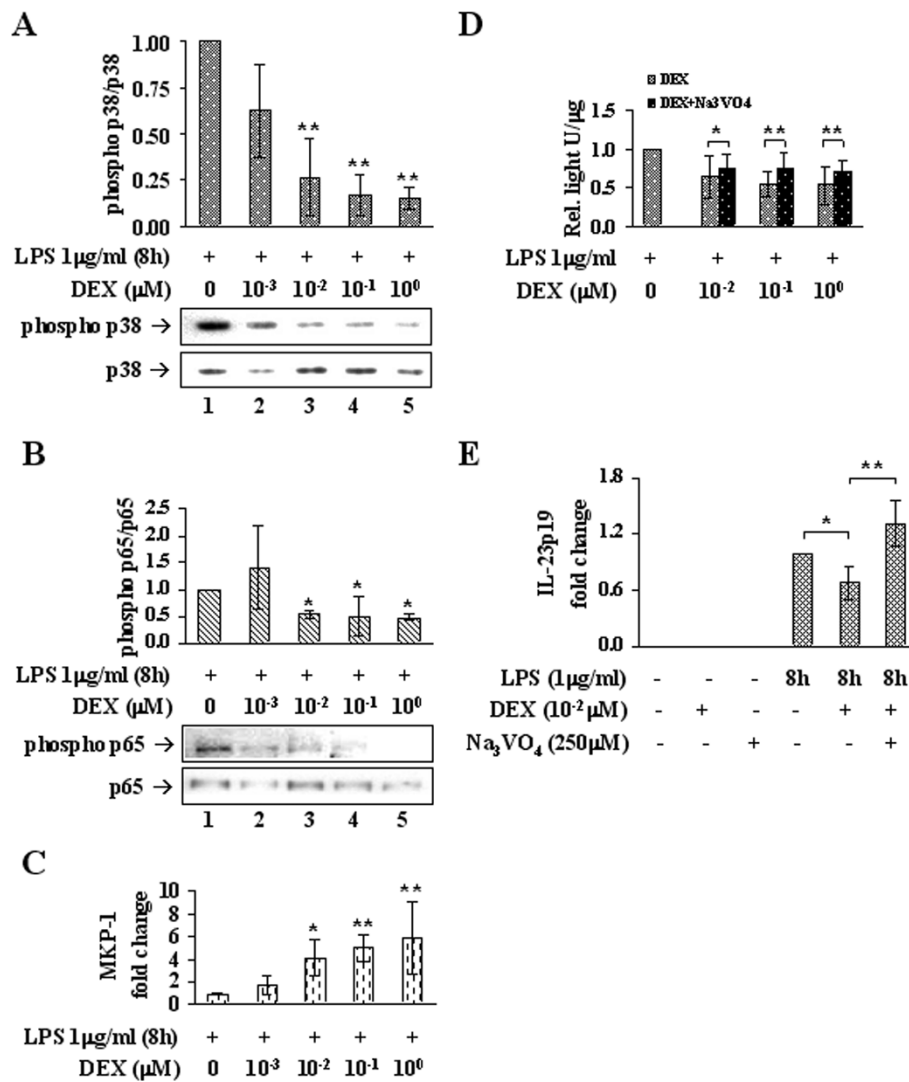 A
phospho p38/p38
1.00
0.75
0.50
0.25
0.00
** ** **
LPS 1µg/ml (8h) + + + + +
DEX (µM) 0 10⁻³ 10⁻² 10⁻¹ 10⁰
phospho p38 →
p38 →
1 2 3 4 5
B
phospho p65/p65
2.5
2.0
1.5
1.0
0.5
0.0
* * *
LPS 1µg/ml (8h) + + + + +
DEX (µM) 0 10⁻³ 10⁻² 10⁻¹ 10⁰
phospho p65 →
p65 →
1 2 3 4 5
C
MKP-1
fold change
10
8
6
4
2
0
* ** **
LPS 1µg/ml (8h) + + + + +
DEX (µM) 0 10⁻³ 10⁻² 10⁻¹ 10⁰
D
DEX
DEX+Na3VO4
Rel. light U/µg
1.5
1.0
0.5
0.0
* ** **
LPS 1µg/ml + + + +
DEX (µM) 0 10⁻² 10⁻¹ 10⁰
E
IL-23p19
fold change
1.8
1.2
0.6
0.0
* **
LPS (1µg/ml) - - - 8h 8h 8h
DEX (10⁻² µM) - + - - + +
Na₃VO₄ (250µM) - - + - - +